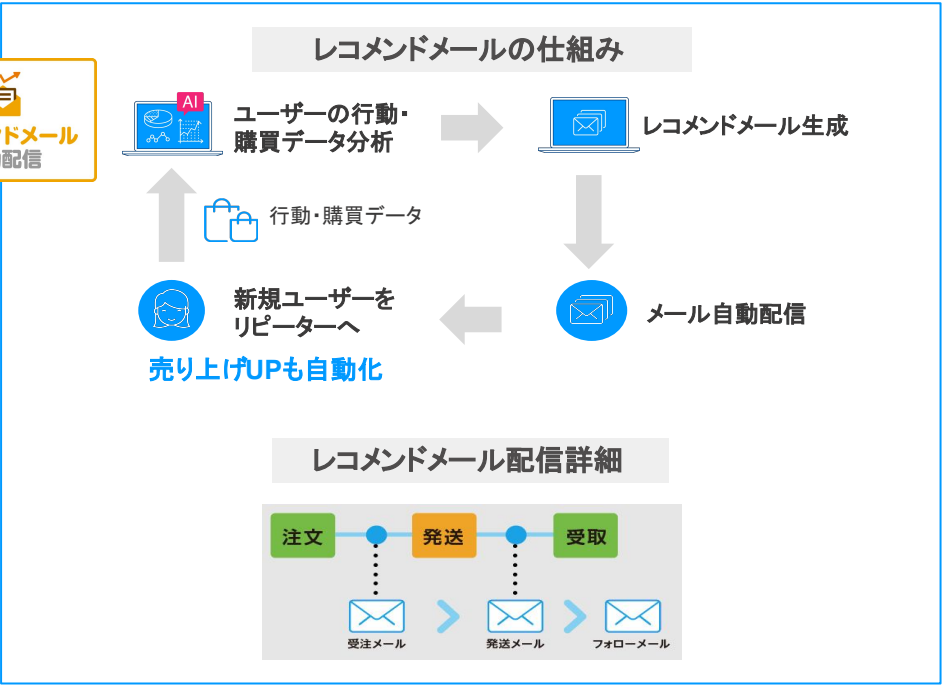 レコメンドメールの仕組み
ドメール
配信
AI
ユーザーの行動・
購買データ分析
レコメンドメール生成
行動・購買データ
新規ユーザーを
リピーターへ
メール自動配信
売り上げUPも自動化
レコメンドメール配信詳細
注文
発送
受取
受注メール
発送メール
フォローメール